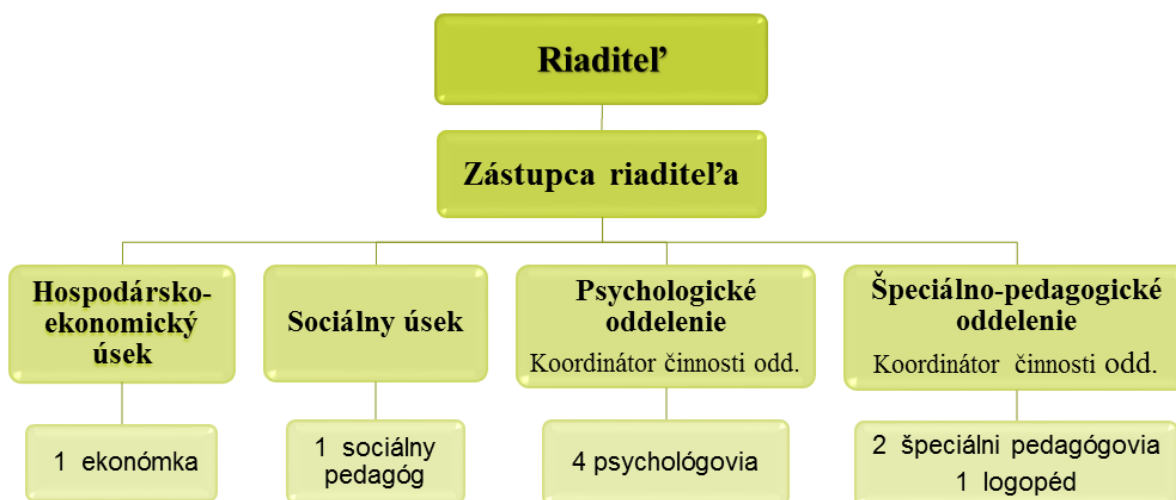 Riaditeľ
Zástupca riaditeľa
Hospodársko-
ekonomický
úsek
Sociálny úsek
Psychologické
oddelenie
Koordinátor činnosti odd.
Špeciálno-pedagogické
oddelenie
Koordinátor činnosti odd.
1 ekonómka
1 sociálny
pedagóg
4 psychológovia
2 špeciálni pedagógovia
1 logopéd